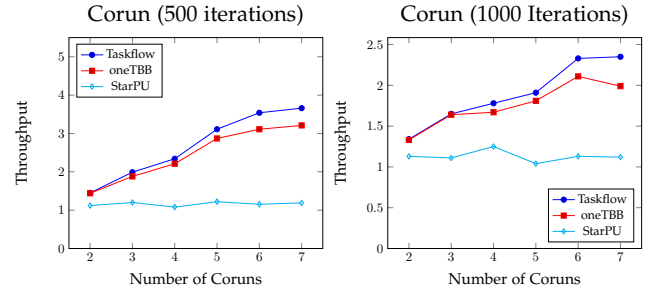 Corun (500 iterations)
5
4
3
2
1
0
Throughput
Taskflow
oneTBB
StarPU
2 3 4 5 6 7
Number of Coruns
Corun (1000 Iterations)
2.5
2
1.5
1
0.5
0
Throughput
Taskflow
oneTBB
StarPU
2 3 4 5 6 7
Number of Coruns